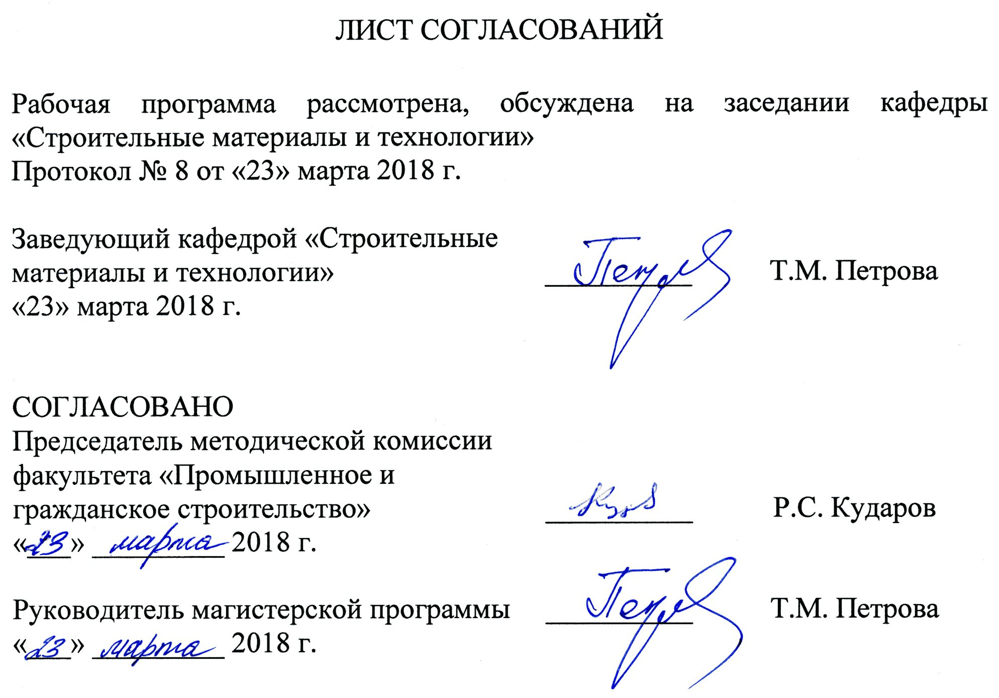 ЛИСТ СОГЛАСОВАНИЙ
Рабочая программа рассмотрена, обсуждена на заседании кафедры
«Строительные материалы и технологии»
Протокол № 8 от «23» марта 2018 г.
Заведующий кафедрой «Строительные
материалы и технологии» Т.М. Петрова
«23» марта 2018 г.
СОГЛАСОВАНО
Председатель методической комиссии
факультета «Промышленное и
гражданское строительство» Р.С. Кударов
«23» марта 2018 г.
Руководитель магистерской программы Т.М. Петрова
«23» марта 2018 г.